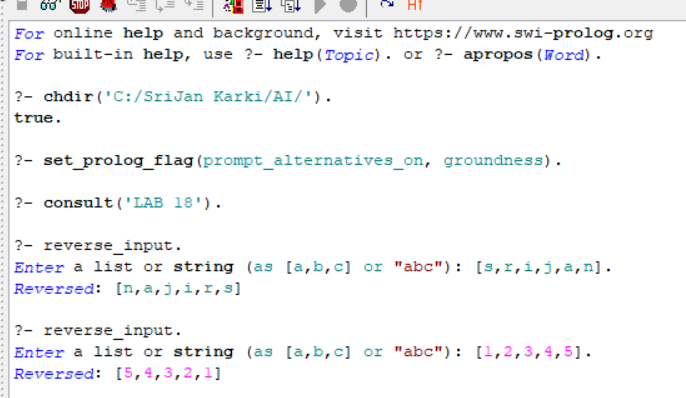 For online help and background, visit https://www.swi-prolog.org
For built-in help, use ?- help(Topic). or ?- apropos(Word).
?- chdir('C:/SriJan Karki/AI/').
true.
?- set_prolog_flag(prompt_alternatives_on, groundness).
?- consult('LAB 18').
?- reverse_input.
Enter a list or string (as [a,b,c] or "abc"): [s,r,i,j,a,n].
Reversed: [n,a,j,i,r,s]
?- reverse_input.
Enter a list or string (as [a,b,c] or "abc"): [1,2,3,4,5].
Reversed: [5,4,3,2,1]